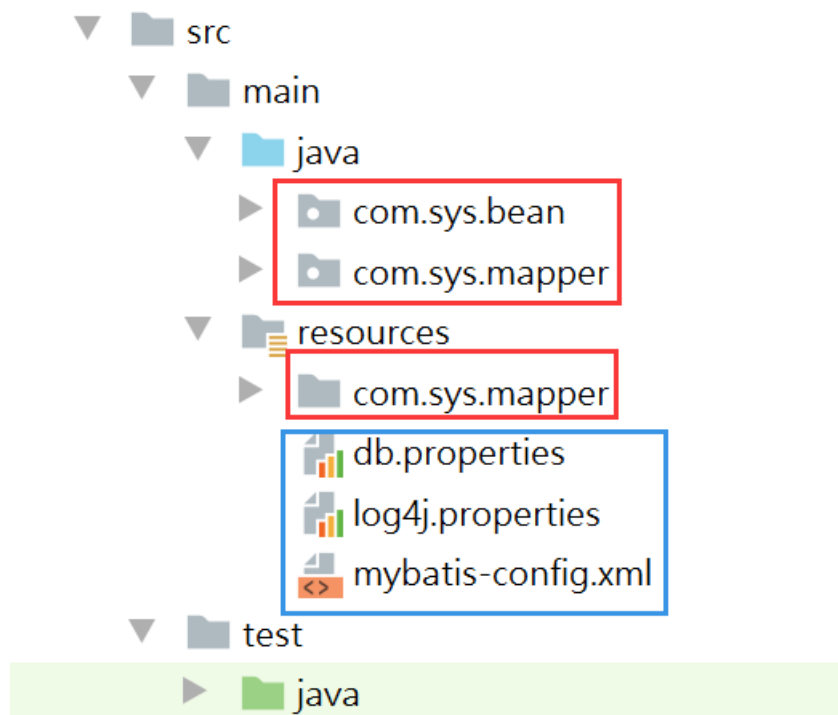 src
main
java
com.sys.bean
com.sys.mapper
resources
com.sys.mapper
db.properties
log4j.properties
mybatis-config.xml
test
java